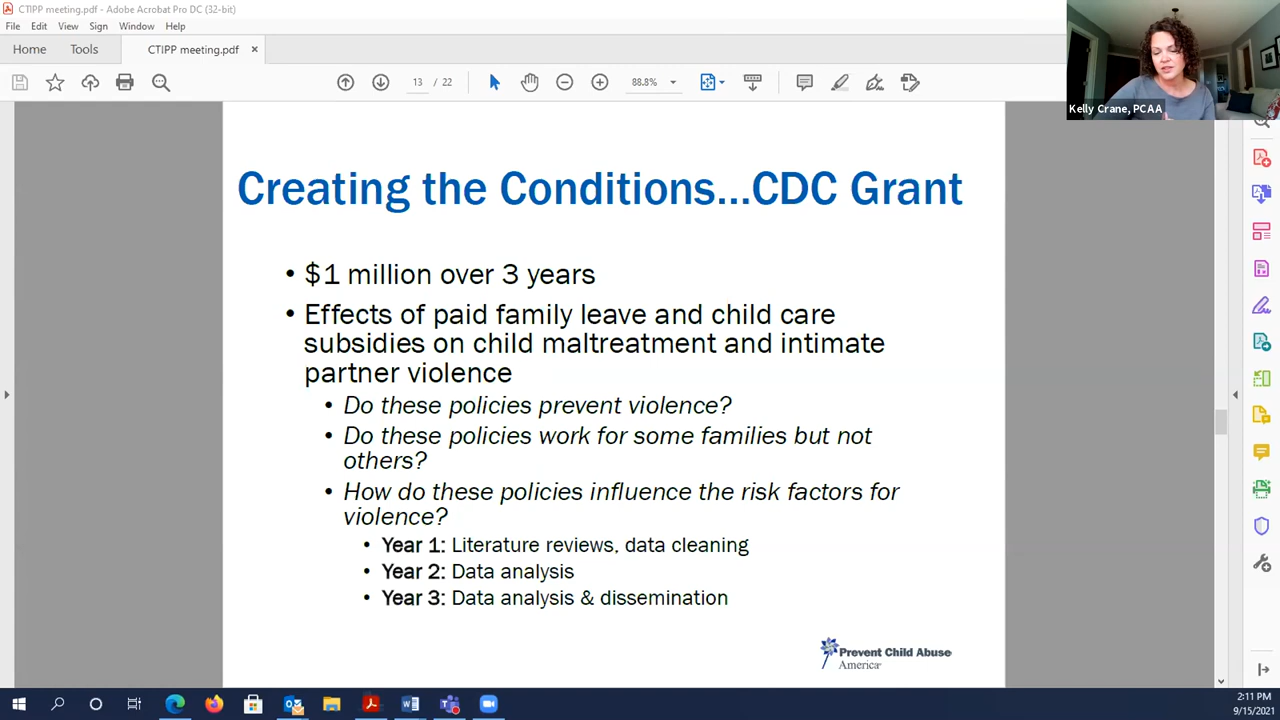 CTIPP meeting.pdf - Adobe Acrobat Pro DC (32-bit)
File Edit View Sign Window Help
Home Tools CTIPP meeting.pdf ×
13 / 22 88.8%
Kelly Crane, PCAA
Creating the Conditions...CDC Grant
• $1 million over 3 years
• Effects of paid family leave and child care
subsidies on child maltreatment and intimate
partner violence
• Do these policies prevent violence?
• Do these policies work for some families but not
others?
• How do these policies influence the risk factors for
violence?
• Year 1: Literature reviews, data cleaning
• Year 2: Data analysis
• Year 3: Data analysis & dissemination
Prevent Child Abuse
America
2:11 PM
9/15/2021